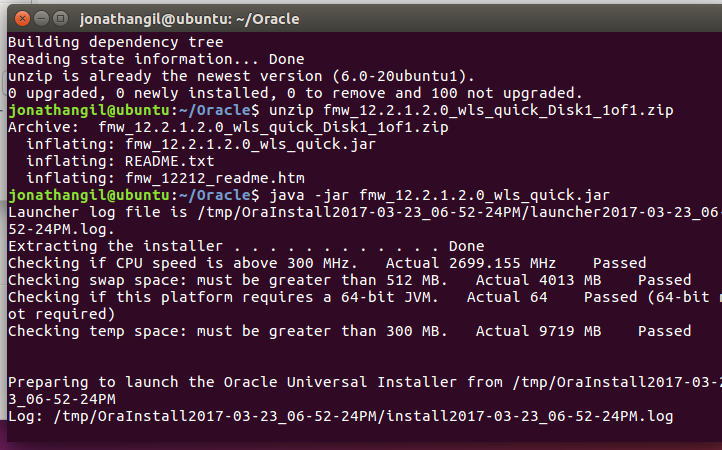 jonathangil@ubuntu: ~/Oracle
Building dependency tree
Reading state information... Done
unzip is already the newest version (6.0-20ubuntu1).
0 upgraded, 0 newly installed, 0 to remove and 100 not upgraded.
jonathangil@ubuntu:~/Oracle$ unzip fmw_12.2.1.2.0_wls_quick_Disk1_1of1.zip
Archive:  fmw_12.2.1.2.0_wls_quick_Disk1_1of1.zip
  inflating: fmw_12.2.1.2.0_wls_quick.jar
  inflating: README.txt
  inflating: fmw_12212_readme.htm
jonathangil@ubuntu:~/Oracle$ java -jar fmw_12.2.1.2.0_wls_quick.jar
Launcher log file is /tmp/OraInstall2017-03-23_06-52-24PM/launcher2017-03-23_06-
52-24PM.log.
Extracting the installer . . . . . . . . . . . . Done
Checking if CPU speed is above 300 MHz.   Actual 2699.155 MHz    Passed
Checking swap space: must be greater than 512 MB.   Actual 4013 MB    Passed
Checking if this platform requires a 64-bit JVM.   Actual 64    Passed (64-bit n
ot required)
Checking temp space: must be greater than 300 MB.   Actual 9719 MB    Passed
Preparing to launch the Oracle Universal Installer from /tmp/OraInstall2017-03-2
3_06-52-24PM
Log: /tmp/OraInstall2017-03-23_06-52-24PM/install2017-03-23_06-52-24PM.log